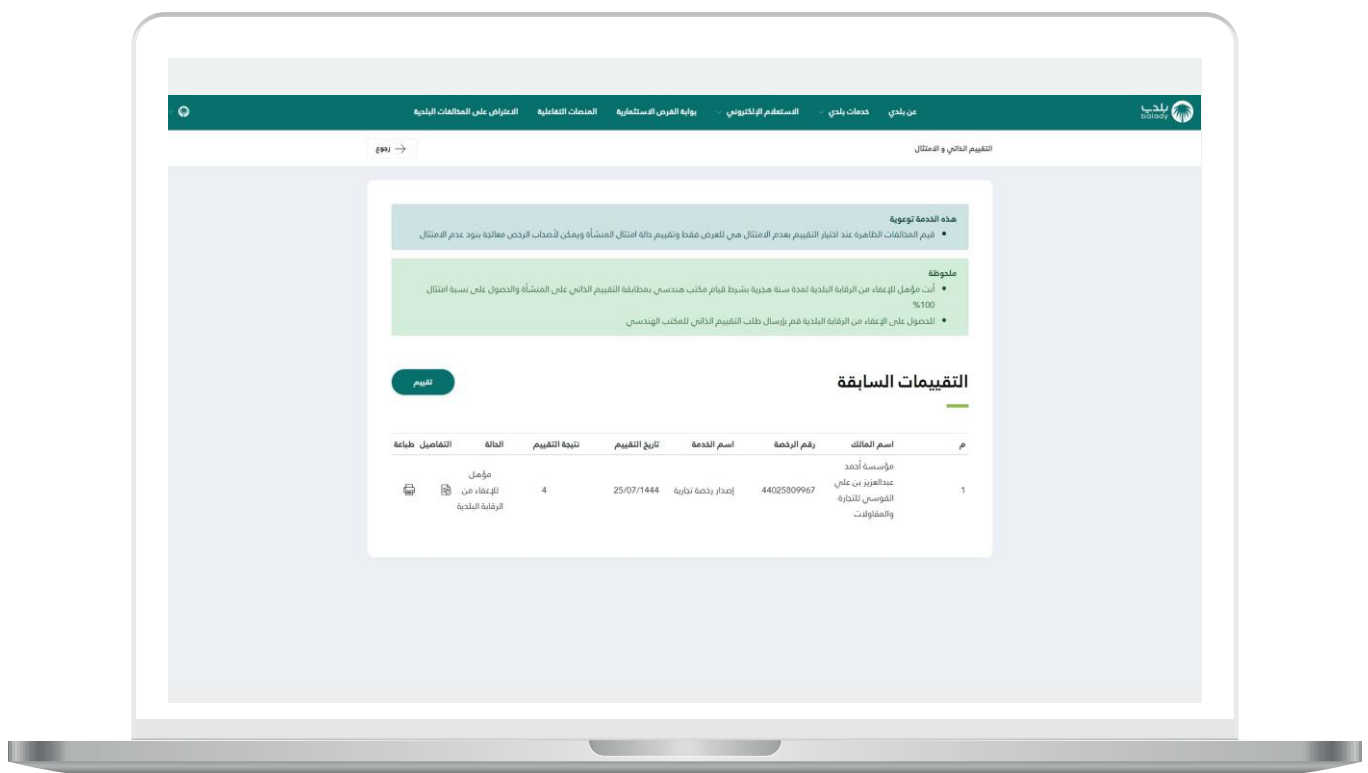 بلدي
balady
عن بلدي خدمات بلدي الاستعلام الإلكتروني بوابة الفرص الاستثمارية المنصات التفاعلية الاعتراض على المخالفات البلدية
التقييم الذاتي و الامتثال
رجوع
هذه الخدمة توعوية
قيم المخالفات الظاهرة عند اختيار التقييم بعدم الامتثال هي للعرض فقط وتقييم حالة امتثال المنشأة ويمكن لأصحاب الرخص معالجة بنود عدم الامتثال
ملحوظة
أنت مؤهل للإعفاء من الرقابة البلدية لمدة سنة هجرية بشرط قيام مكتب هندسي بمطابقة التقييم الذاتي على المنشأة والحصول على نسبة امتثال
100%
للحصول على الإعفاء من الرقابة البلدية قم بإرسال طلب التقييم الذاتي للمكتب الهندسي
التقييمات السابقة
تقييم
م اسم المالك رقم الرخصة اسم الخدمة تاريخ التقييم نتيجة التقييم الحالة التفاصيل طباعة
1
مؤسسة أحمد
عبدالعزيز بن علي
القوسي للتجارة
والمقاولات
44025809967
إصدار رخصة تجارية
25/07/1444
4
مؤهل
للإعفاء من
الرقابة البلدية